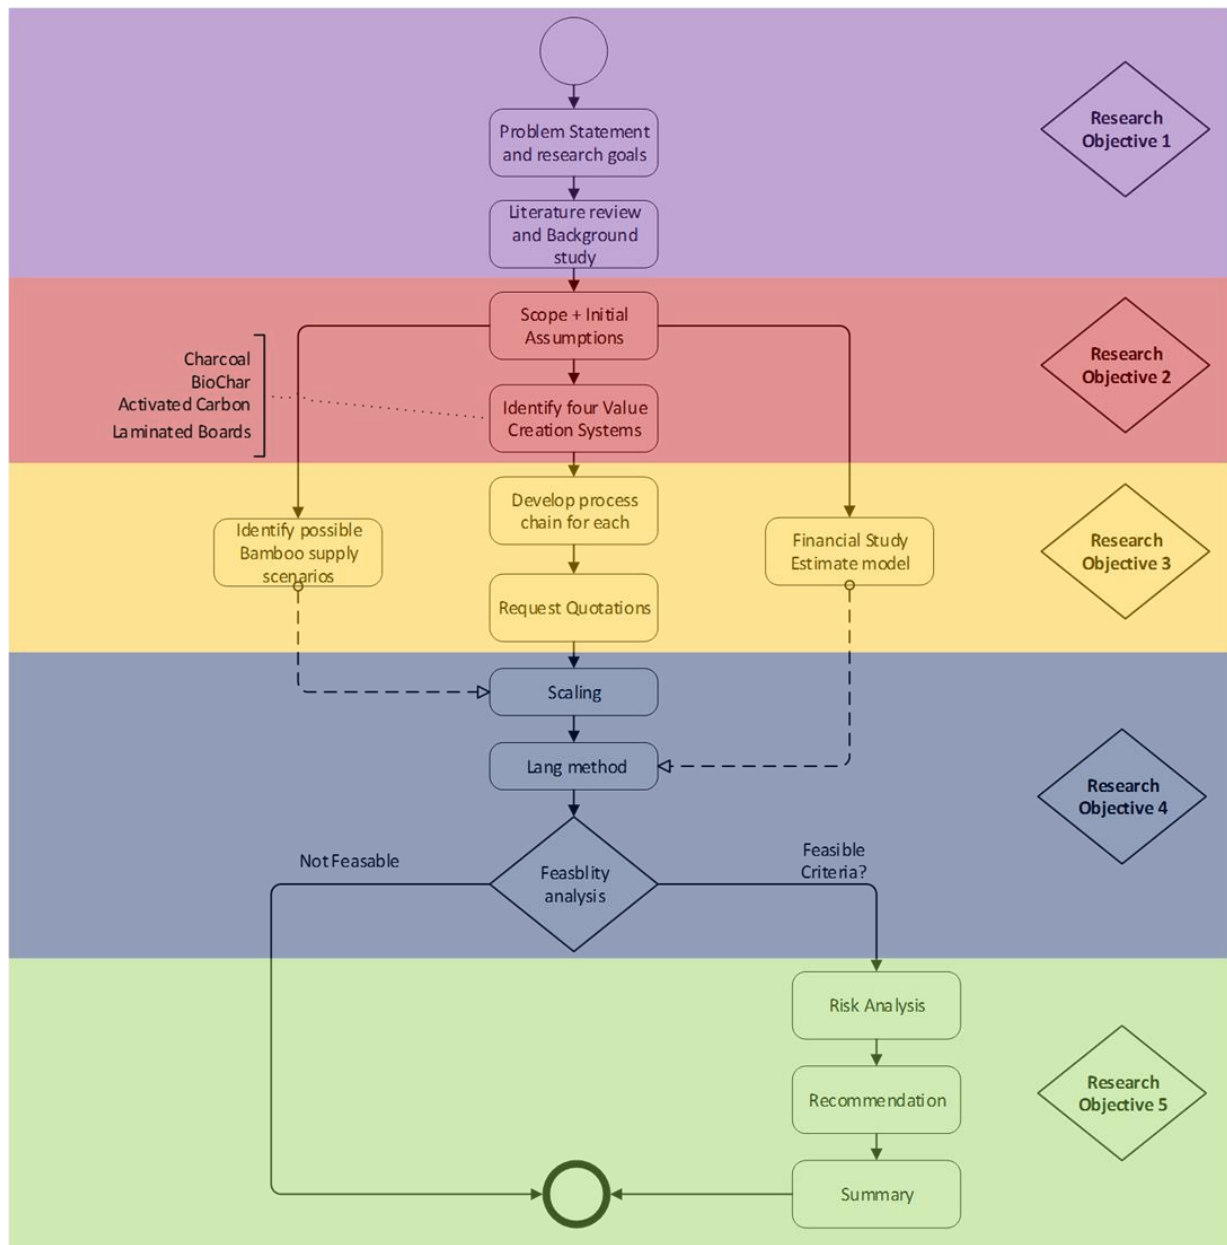 Problem Statement
and research goals
Research
Objective 1
Literature review
and Background
study
Scope + Initial
Assumptions
Research
Objective 2
Charcoal
BioChar
Activated Carbon
Laminated Boards
Identify four Value
Creation Systems
Develop process
chain for each
Identify possible
Bamboo supply
scenarios
Financial Study
Estimate model
Research
Objective 3
Request Quotations
Scaling
Lang method
Research
Objective 4
Not Feasable
Feasblity
analysis
Feasible
Criteria?
Risk Analysis
Recommendation
Research
Objective 5
Summary